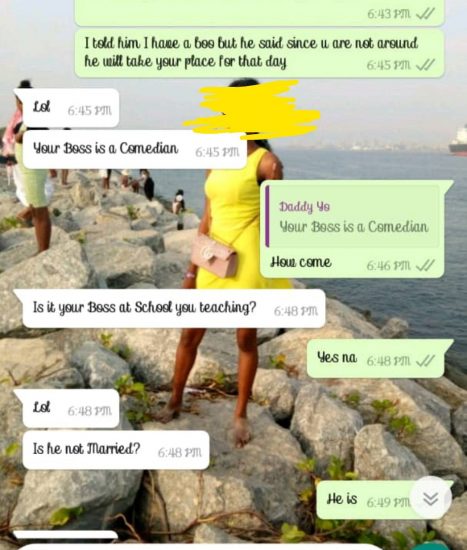 6:43 PM
I told him I have a boo but he said since u are not around
he will take your place for that day
6:45 PM
Lol 6:45 PM
Your Boss is a Comedian 6:45 PM
Daddy Yo
Your Boss is a Comedian
How come 6:46 PM
Is it your Boss at School you teaching? 6:48 PM
Yes na 6:48 PM
Lol 6:48 PM
Is he not Married? 6:48 PM
He is 6:49 PM